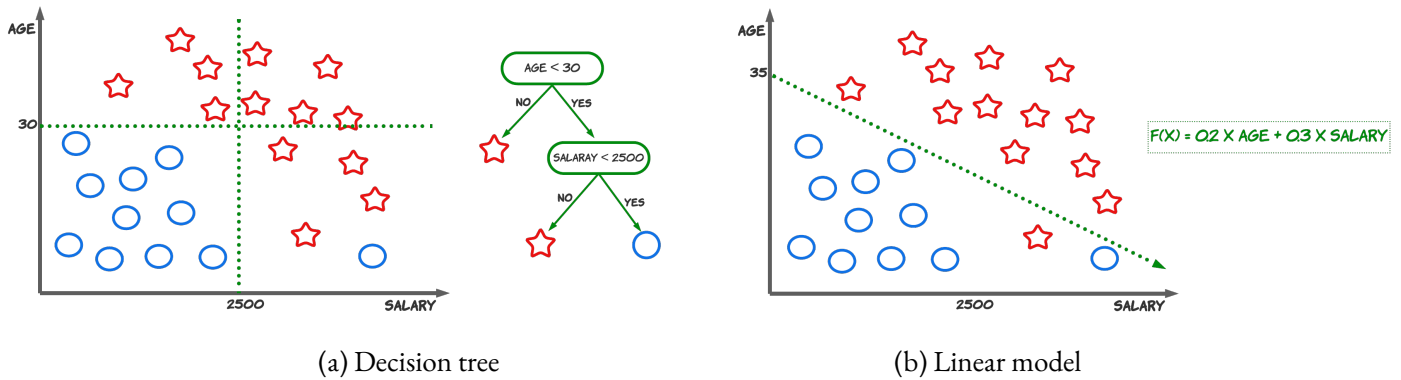 AGE
30
2500
SALARY
AGE < 30
NO
YES
SALARAY < 2500
NO
YES
(a) Decision tree
AGE
35
2500
SALARY
F(X) = 0.2 X AGE + 0.3 X SALARY
(b) Linear model